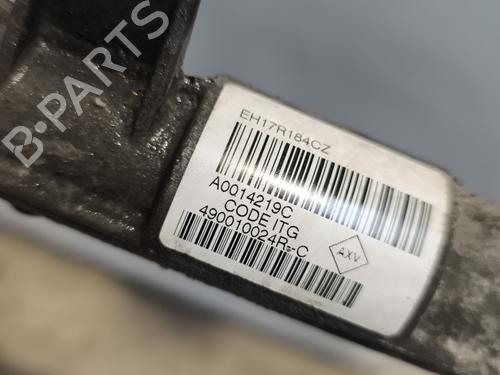 B-PARTS
EH17R184CZ
A0014219C
CODE ITG
490010024R--C
AXV